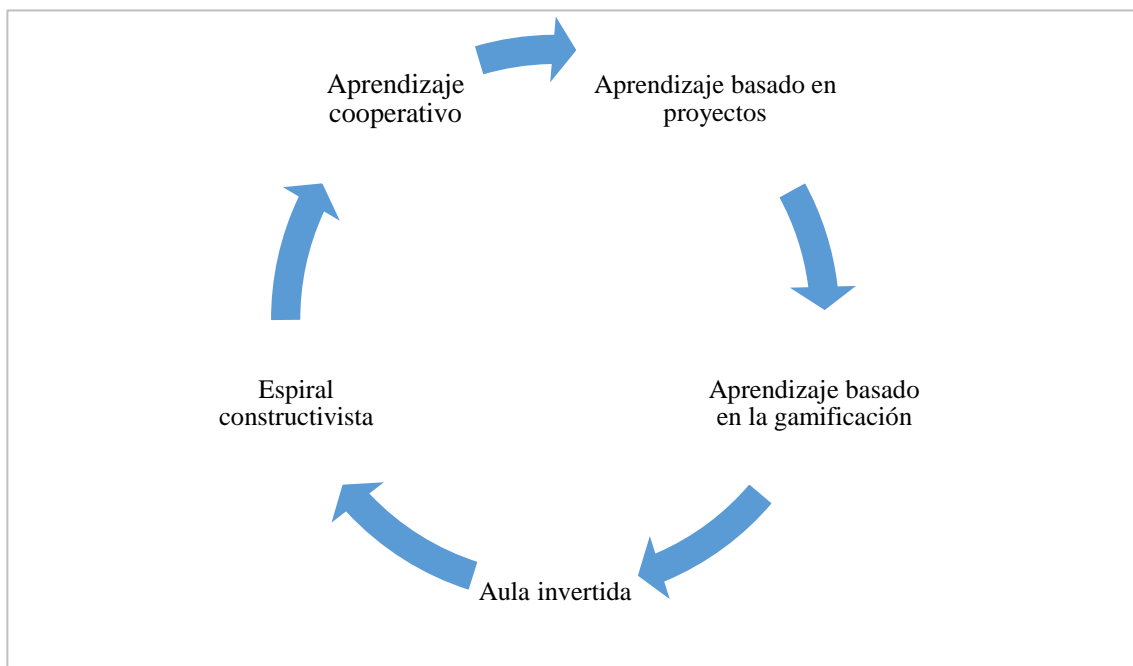 Aprendizaje
cooperativo
Aprendizaje basado en
proyectos
Aprendizaje basado
en la gamificación
Aula invertida
Espiral
constructivista